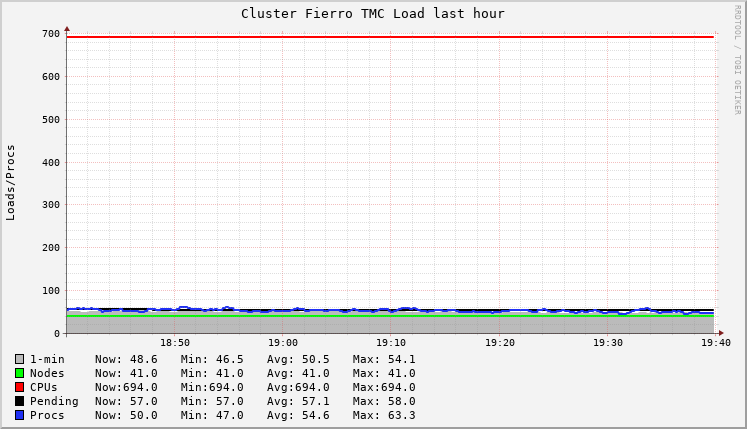 Cluster Fierro TMC Load last hour
RRDTOOL / TOBI OETIKER
Loads/Procs
700
600
500
400
300
200
100
0
18:50 19:00 19:10 19:20 19:30 19:40
1-min Now: 48.6 Min: 46.5 Avg: 50.5 Max: 54.1
Nodes Now: 41.0 Min: 41.0 Avg: 41.0 Max: 41.0
CPUs Now:694.0 Min:694.0 Avg:694.0 Max:694.0
Pending Now: 57.0 Min: 57.0 Avg: 57.1 Max: 58.0
Procs Now: 50.0 Min: 47.0 Avg: 54.6 Max: 63.3